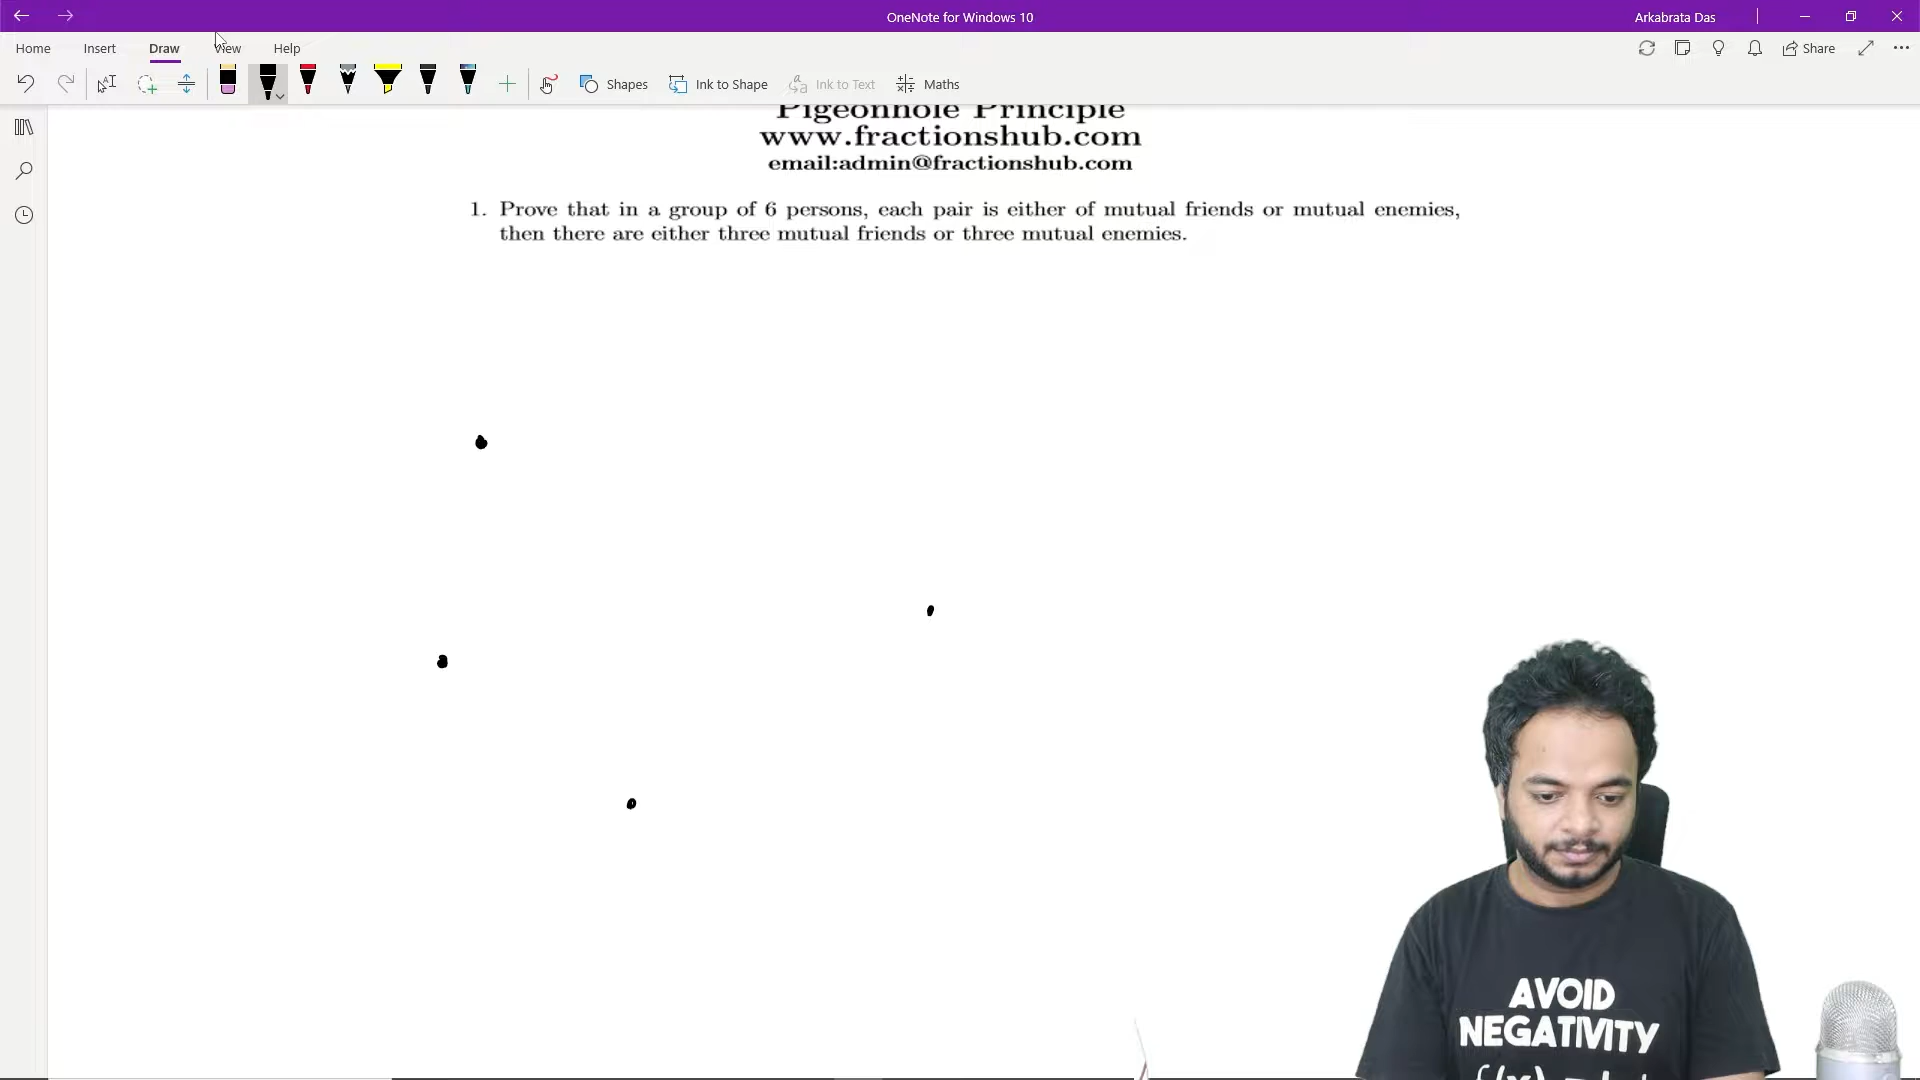 OneNote for Windows 10
Arkabrata Das
Home Insert Draw View Help
Share
Shapes Ink to Shape Ink to Text Maths
Pigeonhole Principle
www.fractionshub.com
email:admin@fractionshub.com
1. Prove that in a group of 6 persons, each pair is either of mutual friends or mutual enemies,
then there are either three mutual friends or three mutual enemies.
AVOID
NEGATIVITY